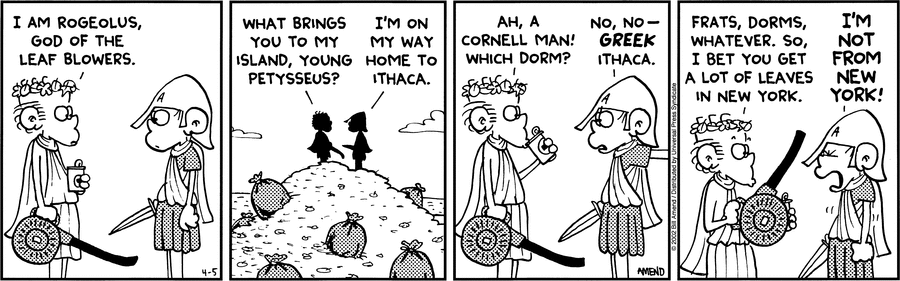 I AM ROGEOLUS,
GOD OF THE
LEAF BLOWERS.
A
4-5
WHAT BRINGS
YOU TO MY
ISLAND, YOUNG
PETYSSEUS?
I'M ON
MY WAY
HOME TO
ITHACA.
AH, A
CORNELL MAN!
WHICH DORM?
NO, NO—
GREEK
ITHACA.
A
AMEND
FRATS, DORMS,
WHATEVER. SO,
I BET YOU GET
A LOT OF LEAVES
IN NEW YORK.
I'M
NOT
FROM
NEW
YORK!
A
Bill Amend / Distributed by Universal Press Syndicate